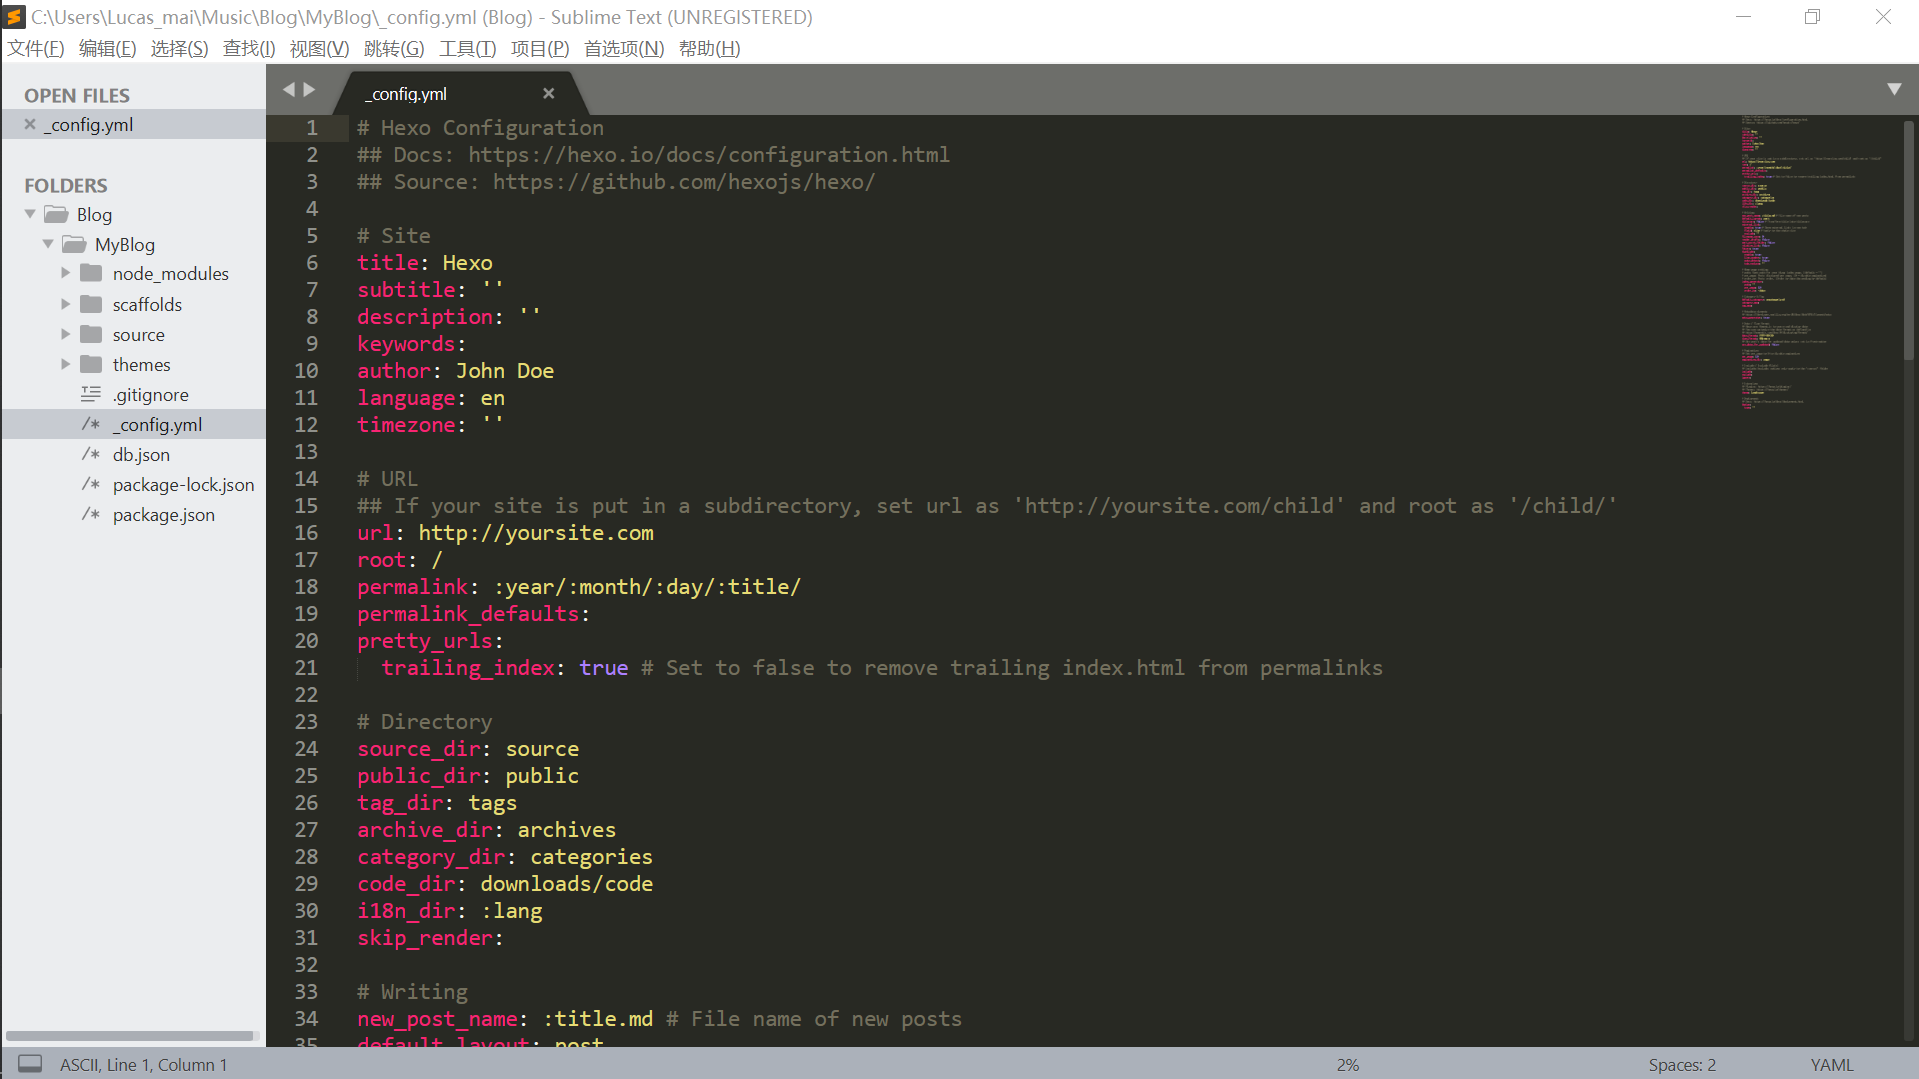 C:\Users\Lucas_mai\Music\Blog\MyBlog\_config.yml (Blog) - Sublime Text (UNREGISTERED)
文件(F) 编辑(E) 选择(S) 查找(I) 视图(V) 跳转(G) 工具(T) 项目(P) 首选项(N) 帮助(H)
OPEN FILES
_config.yml
FOLDERS
Blog
MyBlog
node_modules
scaffolds
source
themes
.gitignore
/* _config.yml
/* db.json
/* package-lock.json
/* package.json
_config.yml
1 # Hexo Configuration
2 ## Docs: https://hexo.io/docs/configuration.html
3 ## Source: https://github.com/hexojs/hexo/
4
5 # Site
6 title: Hexo
7 subtitle: ''
8 description: ''
9 keywords:
10 author: John Doe
11 language: en
12 timezone: ''
13
14 # URL
15 ## If your site is put in a subdirectory, set url as 'http://yoursite.com/child' and root as '/child/'
16 url: http://yoursite.com
17 root: /
18 permalink: :year/:month/:day/:title/
19 permalink_defaults:
20 pretty_urls:
21 trailing_index: true # Set to false to remove trailing index.html from permalinks
22
23 # Directory
24 source_dir: source
25 public_dir: public
26 tag_dir: tags
27 archive_dir: archives
28 category_dir: categories
29 code_dir: downloads/code
30 i18n_dir: :lang
31 skip_render:
32
33 # Writing
34 new_post_name: :title.md # File name of new posts
35 default_layout: post
ASCII, Line 1, Column 1
2%
Spaces: 2
YAML